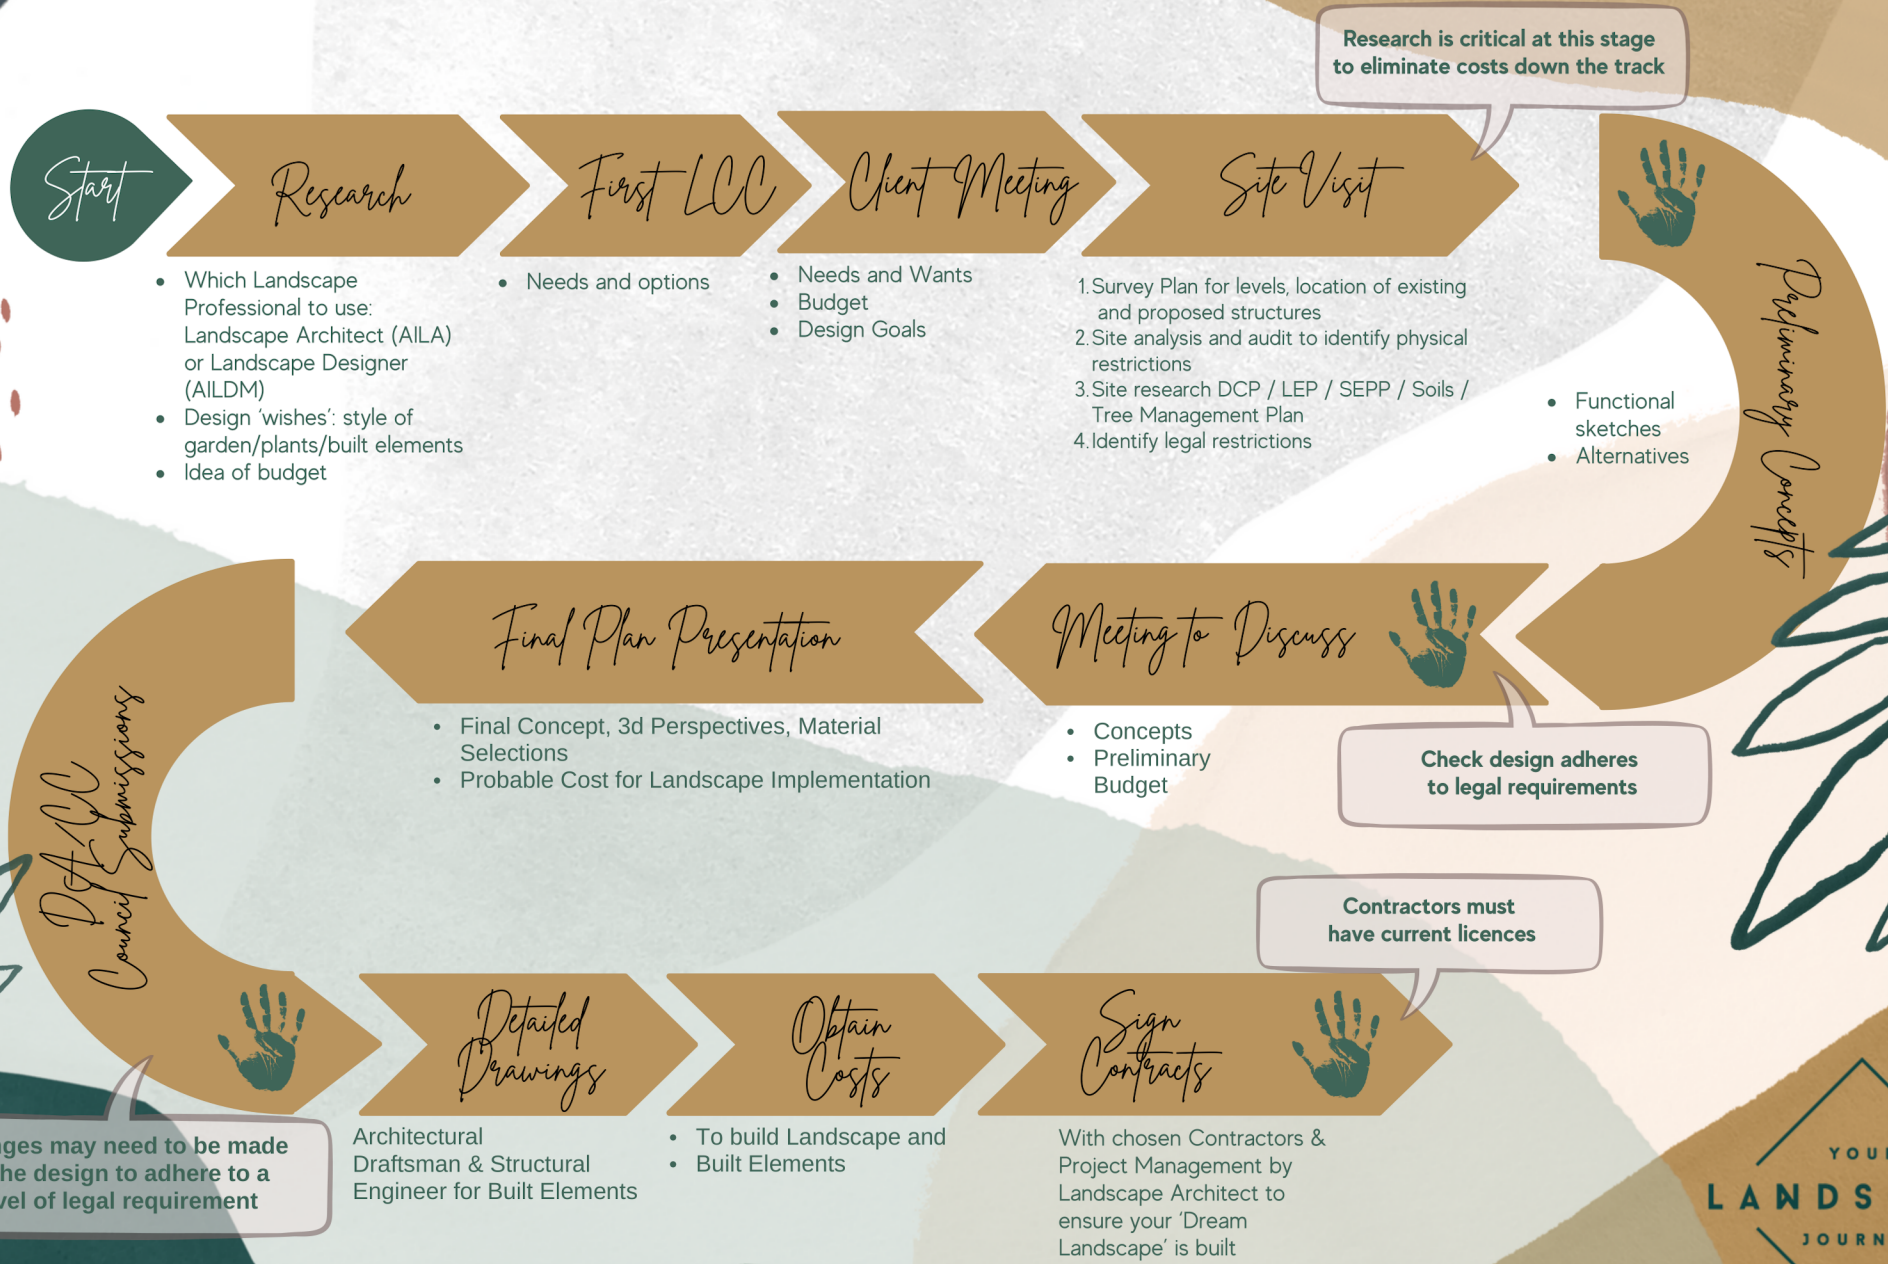 Research is critical at this stage
to eliminate costs down the track
Start
Research
First LCC
Client Meeting
Site Visit
Which Landscape
Professional to use:
Landscape Architect (AILA)
or Landscape Designer
(AILDM)
Design ‘wishes’: style of
garden/plants/built elements
Idea of budget
Needs and options
Needs and Wants
Budget
Design Goals
1.Survey Plan for levels, location of existing
and proposed structures
2.Site analysis and audit to identify physical
restrictions
3.Site research DCP / LEP / SEPP / Soils /
Tree Management Plan
4.Identify legal restrictions
Preliminary Concepts
Functional
sketches
Alternatives
Meeting to Discuss
Concepts
Preliminary
Budget
Check design adheres
to legal requirements
Final Plan Presentation
Final Concept, 3d Perspectives, Material
Selections
Probable Cost for Landscape Implementation
DA/CC
Council Submissions
nges may need to be made
he design to adhere to a
vel of legal requirement
Detailed
Drawings
Architectural
Draftsman & Structural
Engineer for Built Elements
Obtain
Costs
To build Landscape and
Built Elements
Sign
Contracts
With chosen Contractors &
Project Management by
Landscape Architect to
ensure your ‘Dream
Landscape’ is built
Contractors must
have current licences
YOU
LANDS
JOURN